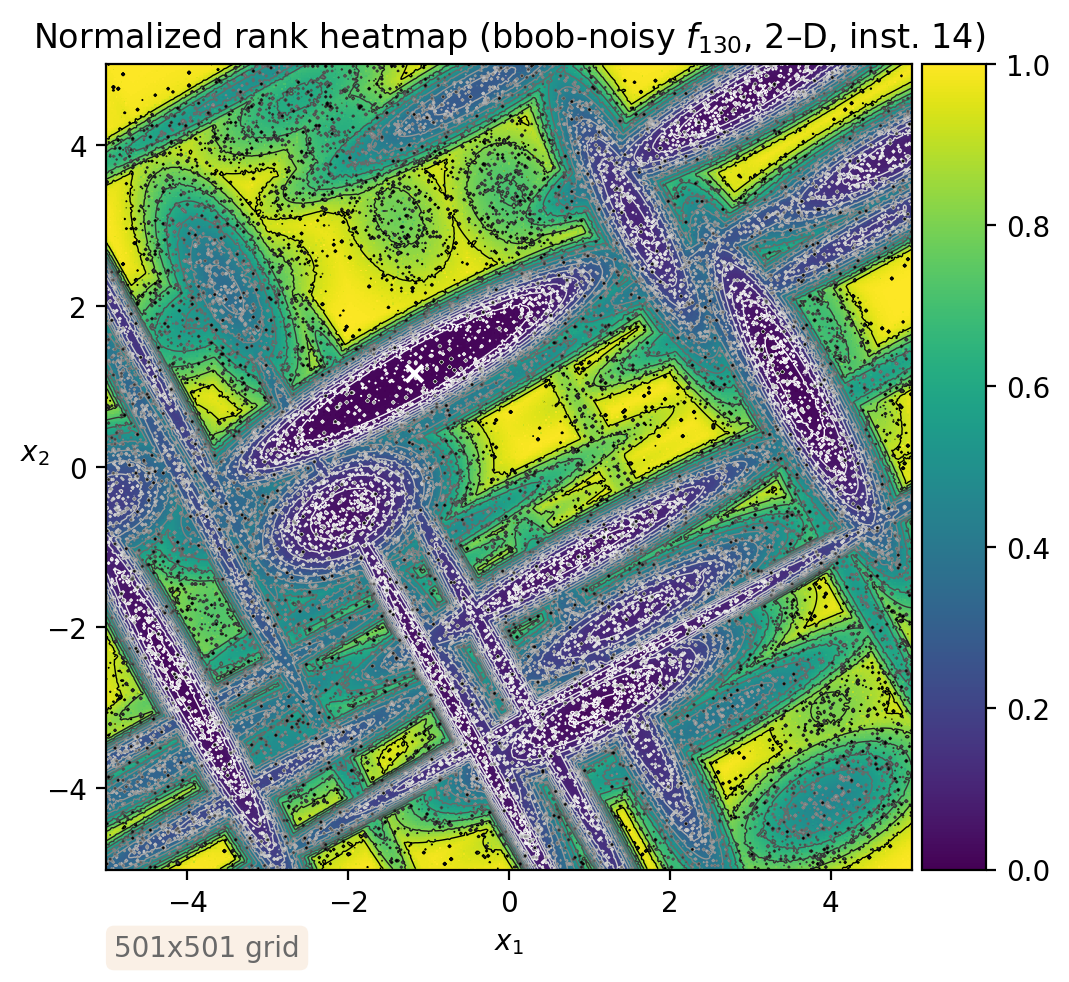 Normalized rank heatmap (bbob-noisy f130, 2–D, inst. 14)
1.0
0.8
0.6
0.4
0.2
0.0
4
2
0
−2
−4
x2
−4 −2 0 2 4
x1
501x501 grid